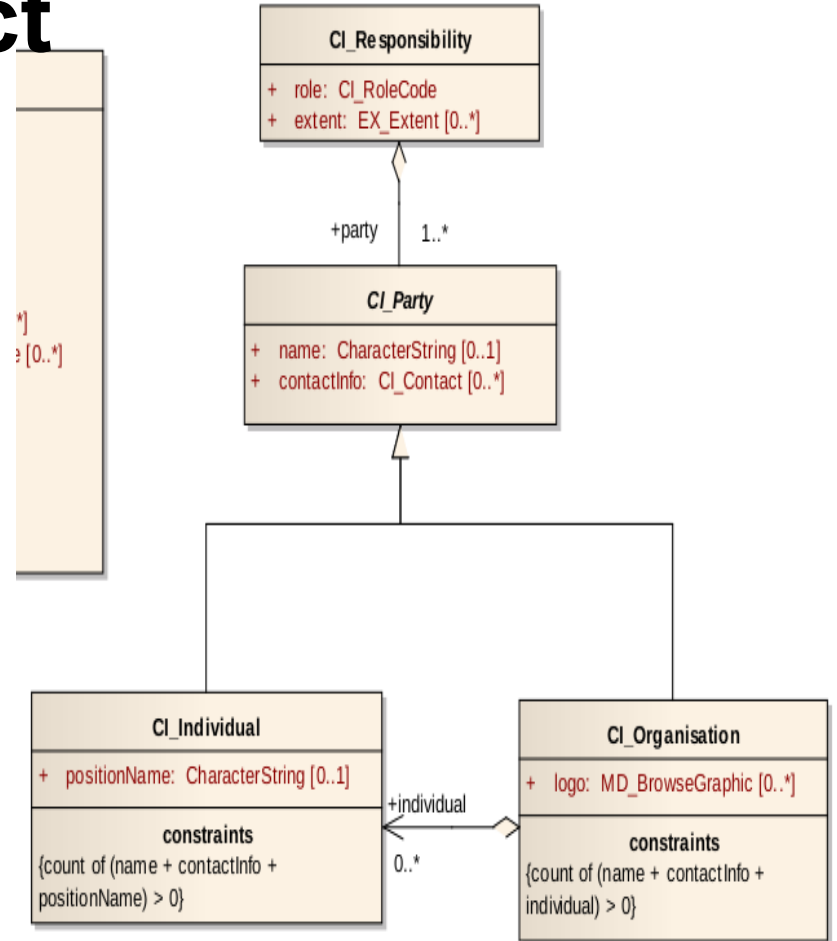 ct
CI_Responsibility
+ role: CI_RoleCode
+ extent: EX_Extent [0..*]
+party 1..*
CI_Party
+ name: CharacterString [0..1]
+ contactInfo: CI_Contact [0..*]
*]
e [0..*]
CI_Individual
+ positionName: CharacterString [0..1]
constraints
{count of (name + contactInfo +
positionName) > 0}
+individual
0..*
CI_Organisation
+ logo: MD_BrowseGraphic [0..*]
constraints
{count of (name + contactInfo +
individual) > 0}